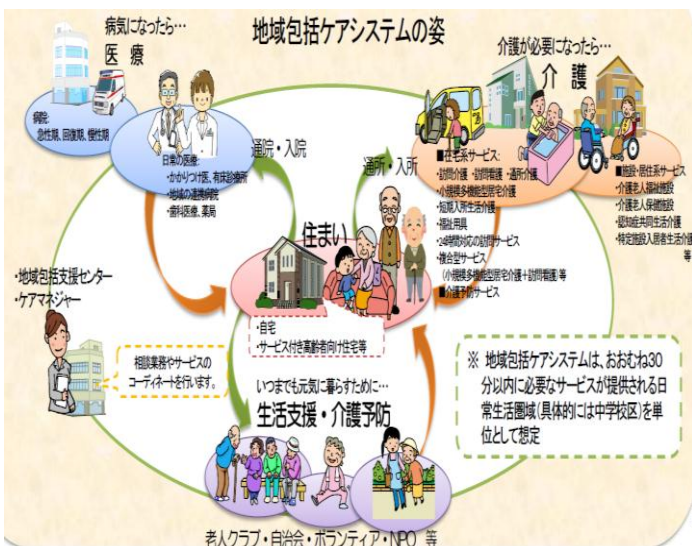 地域包括ケアシステムの姿
病気になったら…
医 療
病院:
急性期、回復期、慢性期
日常の医療:
・かかりつけ医、有床診療所
・地域の連携病院
・歯科医療、薬局
通院・入院
通所・入所
介護が必要になったら…
介 護
■在宅系サービス:
・訪問介護 ・訪問看護 ・通所介護
・小規模多機能型居宅介護
・短期入所生活介護
・福祉用具
・24時間対応の訪問サービス
・複合型サービス
(小規模多機能型居宅介護+訪問看護)等
■介護予防サービス
■施設・居住系サービス
・介護老人福祉施設
・介護老人保健施設
・認知症共同生活介護
・特定施設入居者生活介護
等
住まい
・自宅
・サービス付き高齢者向け住宅等
・地域包括支援センター
・ケアマネジャー
相談業務やサービスの
コーディネートを行います。
いつまでも元気に暮らすために…
生活支援・介護予防
※ 地域包括ケアシステムは、おおむね30
分以内に必要なサービスが提供される日
常生活圏域(具体的には中学校区)を単
位として想定
老人クラブ・自治会・ボランティア・NPO 等